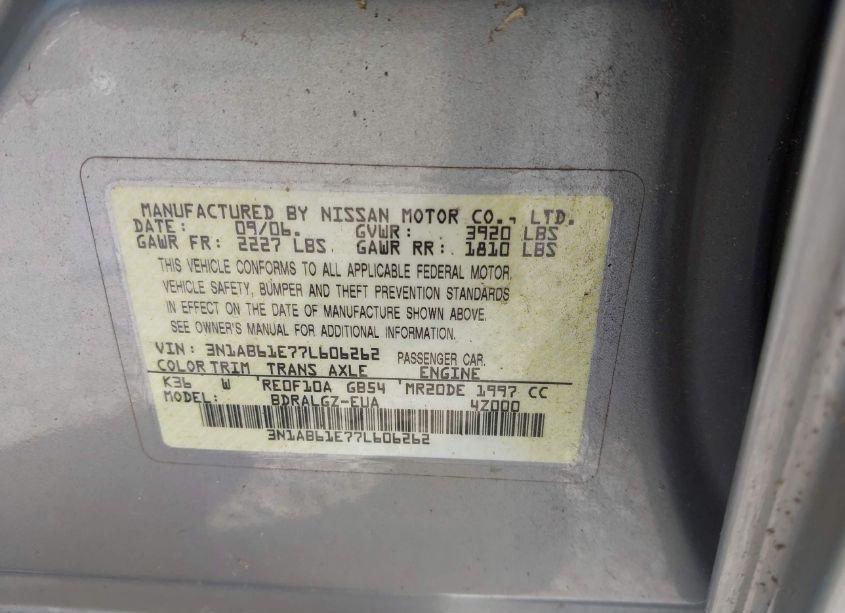 MANUFACTURED BY NISSAN MOTOR CO., LTD.
DATE: 09/06. GVWR: 3920 LBS
GAWR FR: 2227 LBS GAWR RR: 1810 LBS
THIS VEHICLE CONFORMS TO ALL APPLICABLE FEDERAL MOTOR
VEHICLE SAFETY, BUMPER AND THEFT PREVENTION STANDARDS
IN EFFECT ON THE DATE OF MANUFACTURE SHOWN ABOVE.
SEE OWNER'S MANUAL FOR ADDITIONAL INFORMATION.
VIN: 3N1AB61E77L606262 PASSENGER CAR.
COLOR TRIM TRANS AXLE ENGINE
K36 W RE0F10A GB54 MR20DE 1997 CC
MODEL: BDRALGZ-EUA 4Z000
3N1AB61E77L606262